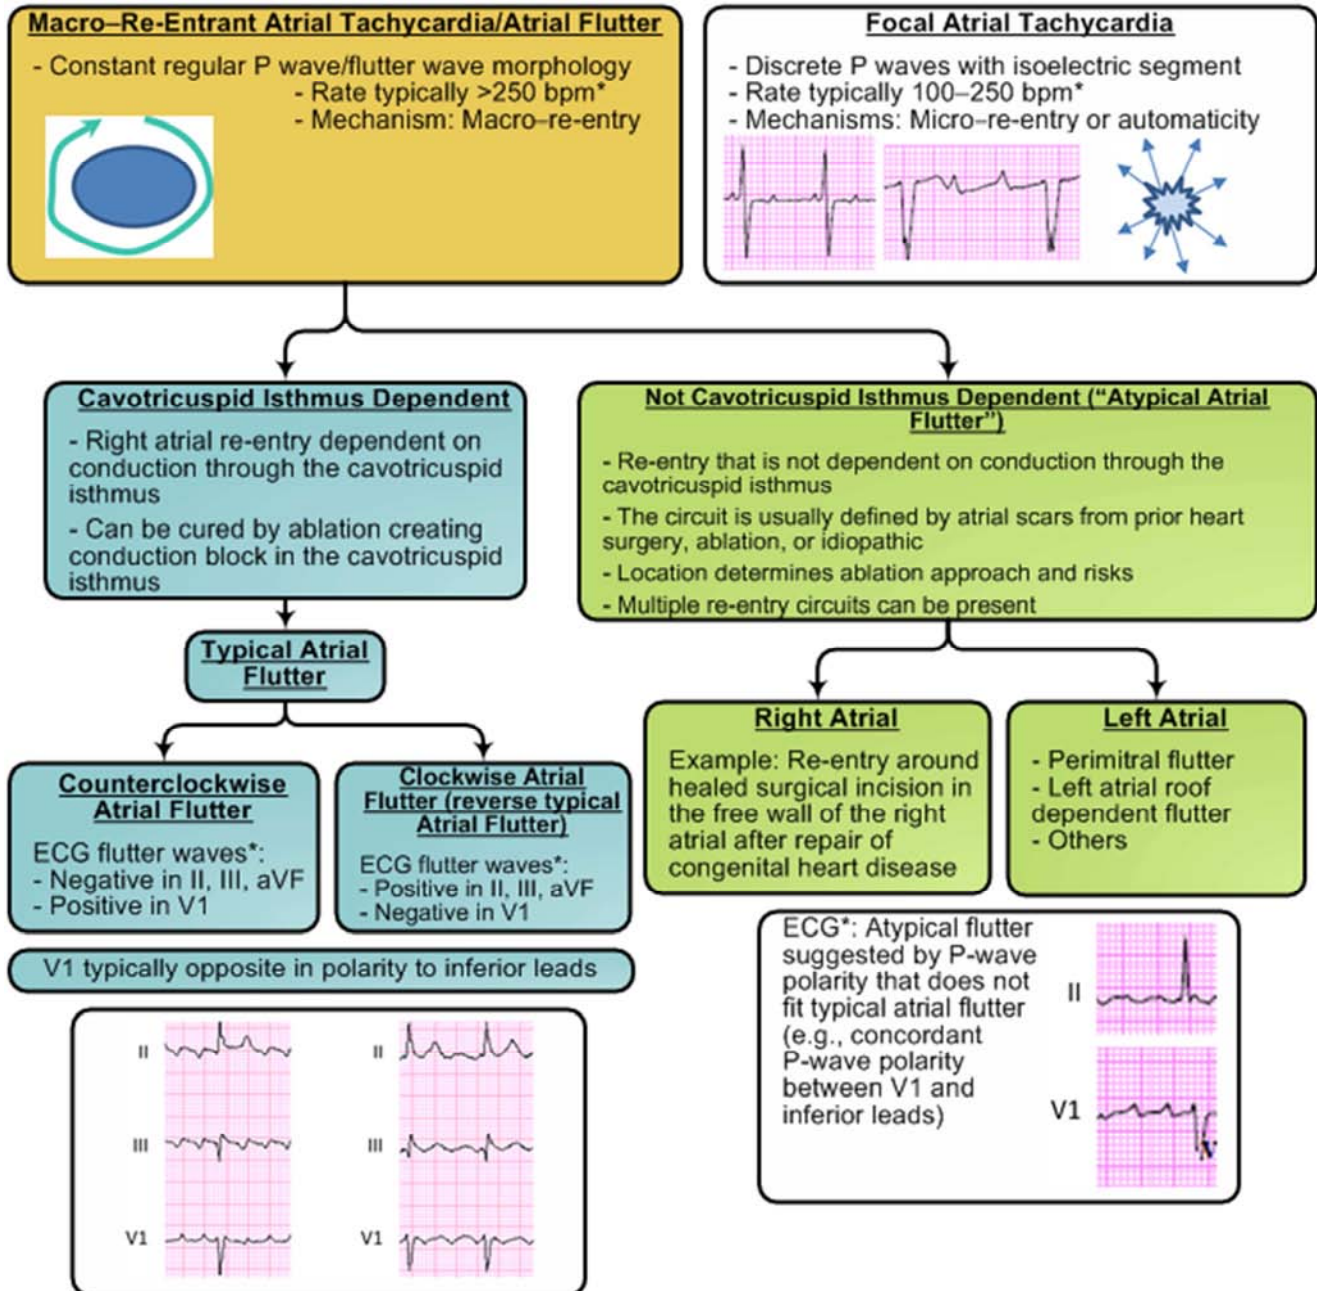 Macro–Re-Entrant Atrial Tachycardia/Atrial Flutter
- Constant regular P wave/flutter wave morphology
- Rate typically >250 bpm*
- Mechanism: Macro–re-entry
Focal Atrial Tachycardia
- Discrete P waves with isoelectric segment
- Rate typically 100–250 bpm*
- Mechanisms: Micro–re-entry or automaticity
Cavotricuspid Isthmus Dependent
- Right atrial re-entry dependent on
conduction through the cavotricuspid
isthmus
- Can be cured by ablation creating
conduction block in the cavotricuspid
isthmus
Not Cavotricuspid Isthmus Dependent (“Atypical Atrial
Flutter”)
- Re-entry that is not dependent on conduction through the
cavotricuspid isthmus
- The circuit is usually defined by atrial scars from prior heart
surgery, ablation, or idiopathic
- Location determines ablation approach and risks
- Multiple re-entry circuits can be present
Typical Atrial
Flutter
Counterclockwise
Atrial Flutter
ECG flutter waves*:
- Negative in II, III, aVF
- Positive in V1
Clockwise Atrial
Flutter (reverse typical
Atrial Flutter)
ECG flutter waves*:
- Positive in II, III, aVF
- Negative in V1
Right Atrial
Example: Re-entry around
healed surgical incision in
the free wall of the right
atrial after repair of
congenital heart disease
Left Atrial
- Perimitral flutter
- Left atrial roof
dependent flutter
- Others
V1 typically opposite in polarity to inferior leads
II
III
V1
II
III
V1
ECG*: Atypical flutter
suggested by P-wave
polarity that does not
fit typical atrial flutter
(e.g., concordant
P-wave polarity
between V1 and
inferior leads)
II
V1